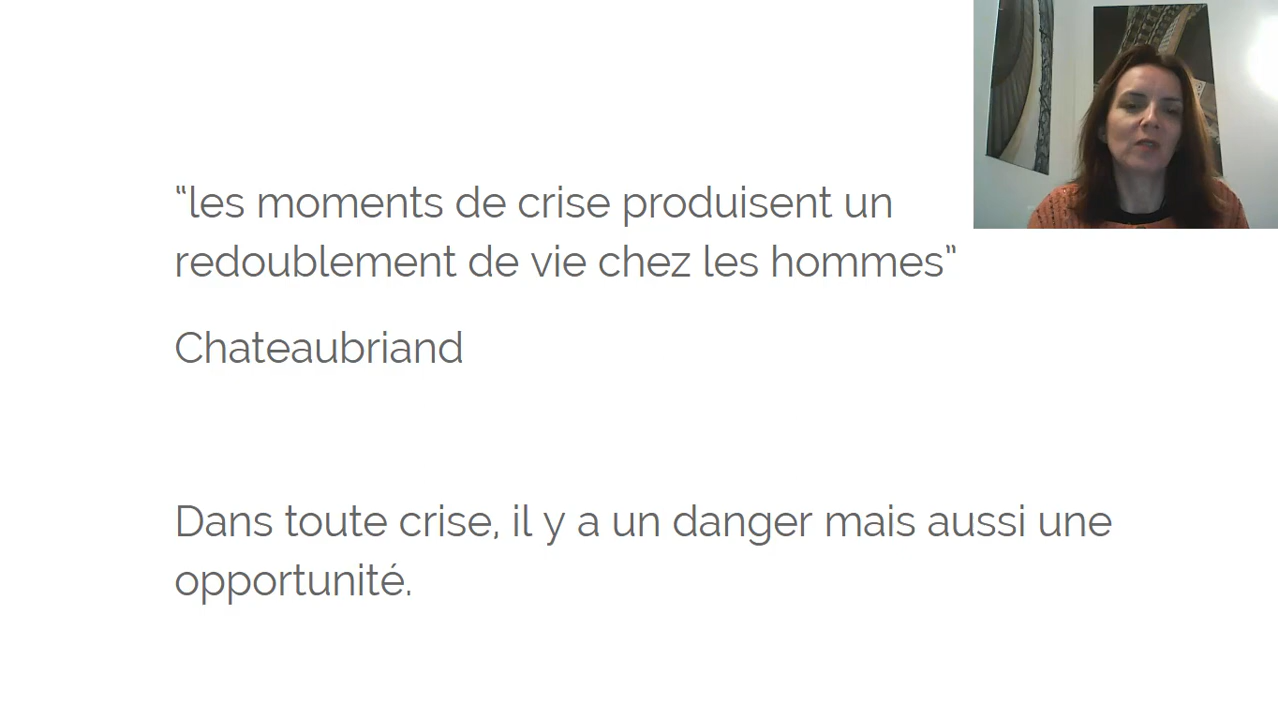 “les moments de crise produisent un
redoublement de vie chez les hommes”
Chateaubriand
Dans toute crise, il y a un danger mais aussi une
opportunité.